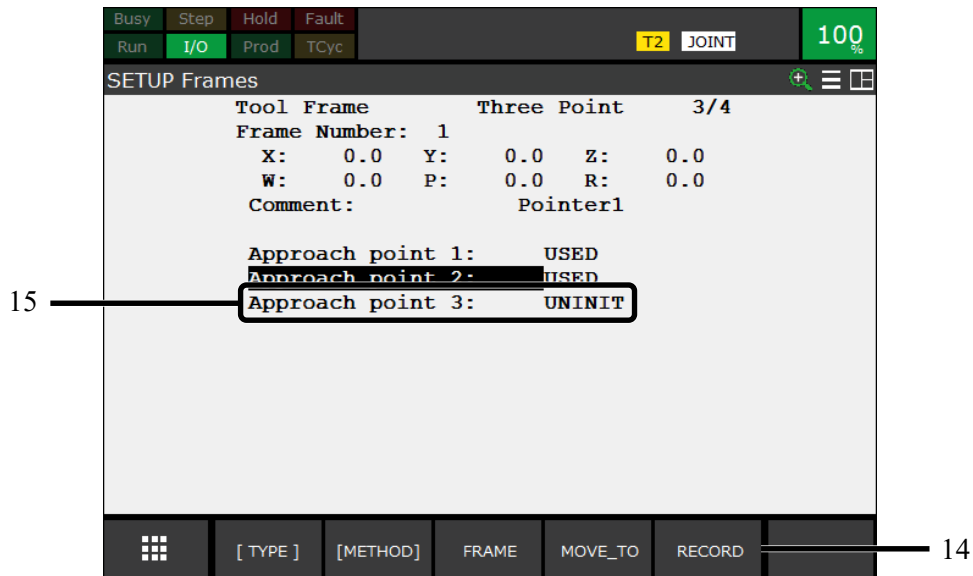 Busy Step Hold Fault
Run I/O Prod TCyc T2 JOINT 100 %
SETUP Frames
Tool Frame Three Point 3/4
Frame Number: 1
X: 0.0 Y: 0.0 Z: 0.0
W: 0.0 P: 0.0 R: 0.0
Comment: Pointer1
Approach point 1: USED
Approach point 2: USED
15 Approach point 3: UNINIT
[ TYPE ] [METHOD] FRAME MOVE_TO RECORD 14